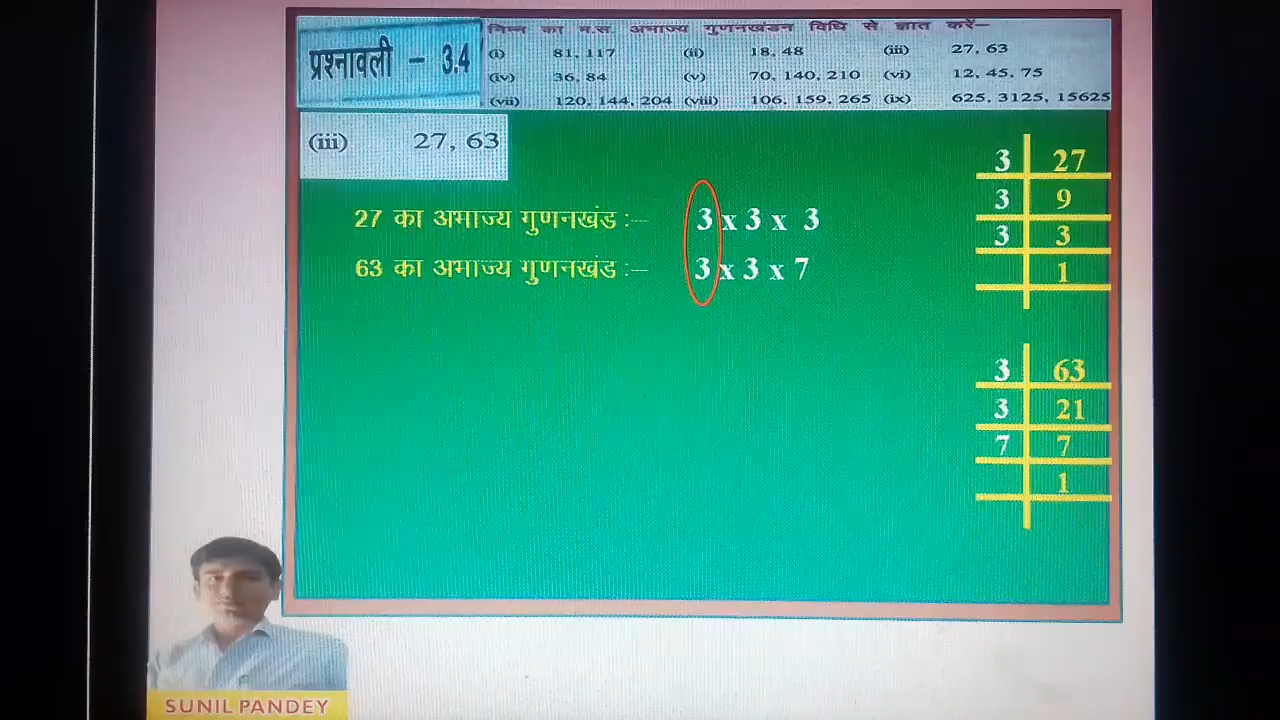 प्रश्नावली – 3.4
निम्न का म.स. अभाज्य गुणनखंडन विधि से ज्ञात करें—
(i) 81, 117 (ii) 18, 48 (iii) 27, 63
(iv) 36, 84 (v) 70, 140, 210 (vi) 12, 45, 75
(vii) 120, 144, 204 (viii) 106, 159, 265 (ix) 625, 3125, 15625
(iii) 27, 63
27 का अभाज्य गुणनखंड :– 3 x 3 x 3
63 का अभाज्य गुणनखंड :– 3 x 3 x 7
3 27
3 9
3 3
1
3 63
3 21
7 7
1
SUNIL PANDEY